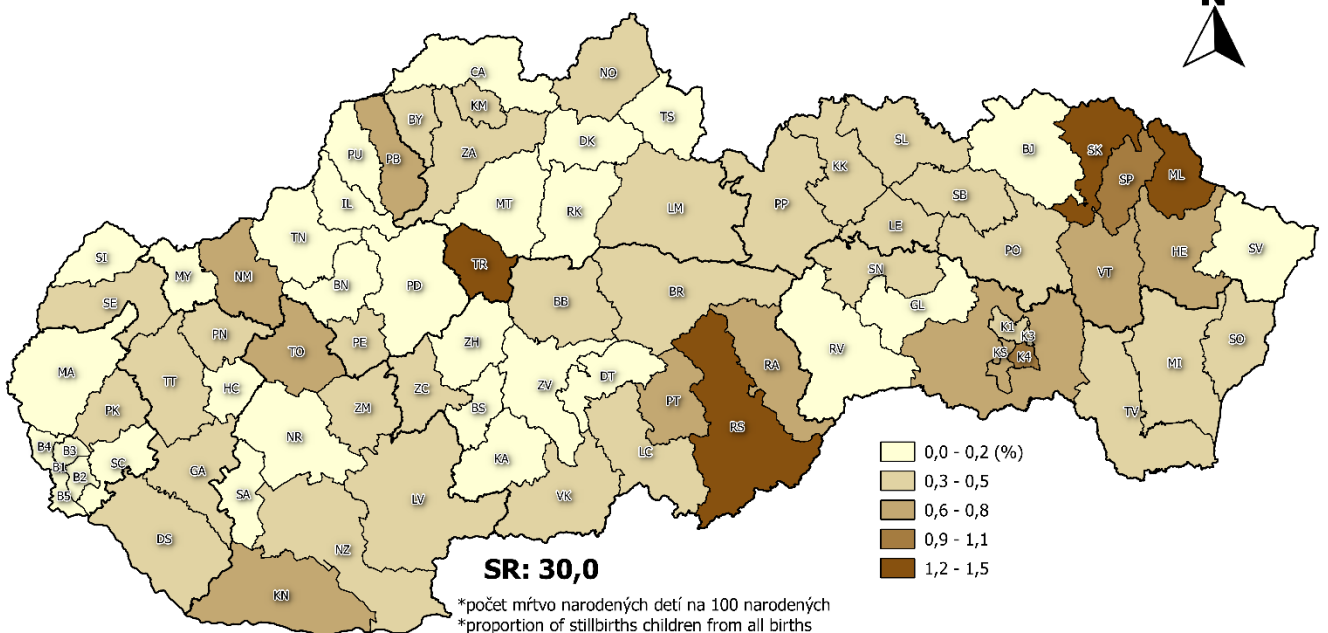 N
CA
NO
KM
BY
TS
PU
PB
ZA
DK
BJ
SK
SL
KK
SP
ML
IL
MT
RK
LM
PP
SB
LE
TN
SI
MY
NM
BN
PD
TR
SE
BB
BR
SN
PO
VT
HE
SV
GL
PN
TO
PE
ZH
K1
K3
KS
K4
MA
TT
HC
ZM
ZC
BS
ZV
DT
PT
RA
RV
SO
MI
TV
PK
NR
KA
LC
RS
B4
B3
B1
B2
B5
SC
GA
SA
LV
VK
DS
NZ
KN
0,0 - 0,2 (%)
0,3 - 0,5
0,6 - 0,8
0,9 - 1,1
1,2 - 1,5
SR: 30,0
*počet mŕtvo narodených detí na 100 narodených
*proportion of stillbirths children from all births